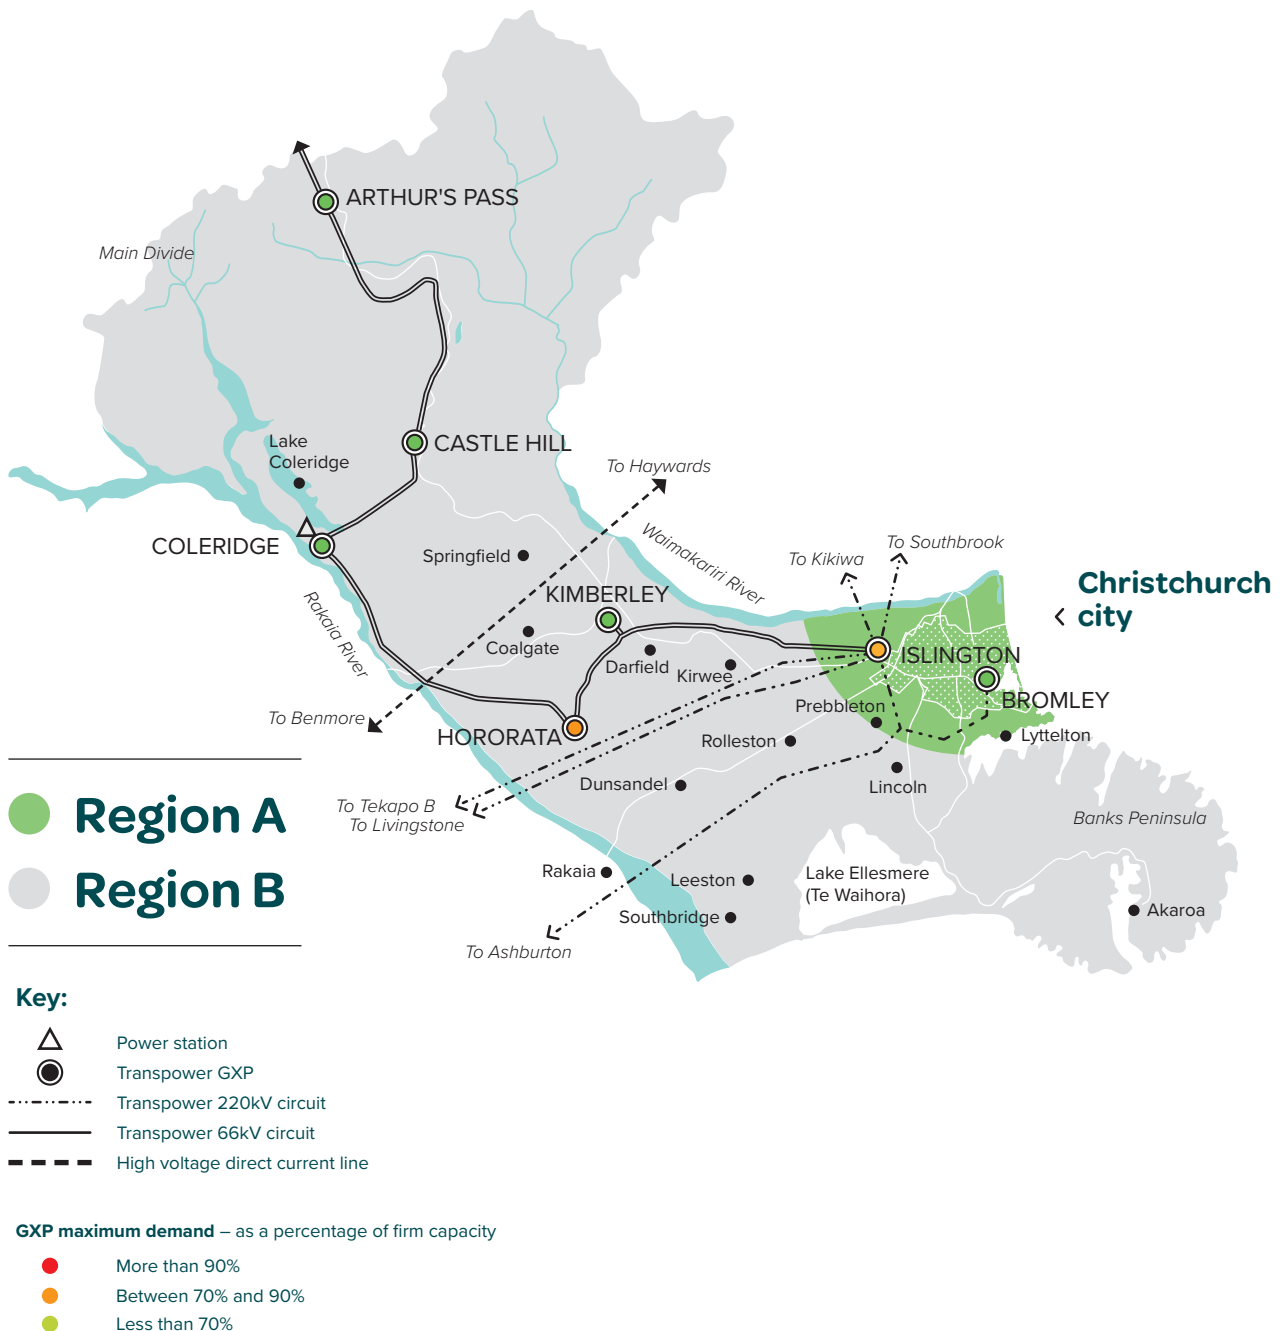 ARTHUR'S PASS
Main Divide
Lake
Coleridge
CASTLE HILL
To Haywards
COLERIDGE
Springfield
Waimakariri River
To Kikiwa
To Southbrook
Christchurch
city
KIMBERLEY
Rakaia River
Coalgate
Darfield
Kirwee
ISLINGTON
BROMLEY
Prebbleton
To Benmore
HORORATA
Rolleston
Lyttelton
Dunsandel
Lincoln
To Tekapo B
To Livingstone
Banks Peninsula
Region A
Region B
Rakaia
Leeston
Lake Ellesmere
(Te Waihora)
Southbridge
Akaroa
To Ashburton
Key:
Power station
Transpower GXP
Transpower 220kV circuit
Transpower 66kV circuit
High voltage direct current line
GXP maximum demand – as a percentage of firm capacity
More than 90%
Between 70% and 90%
Less than 70%